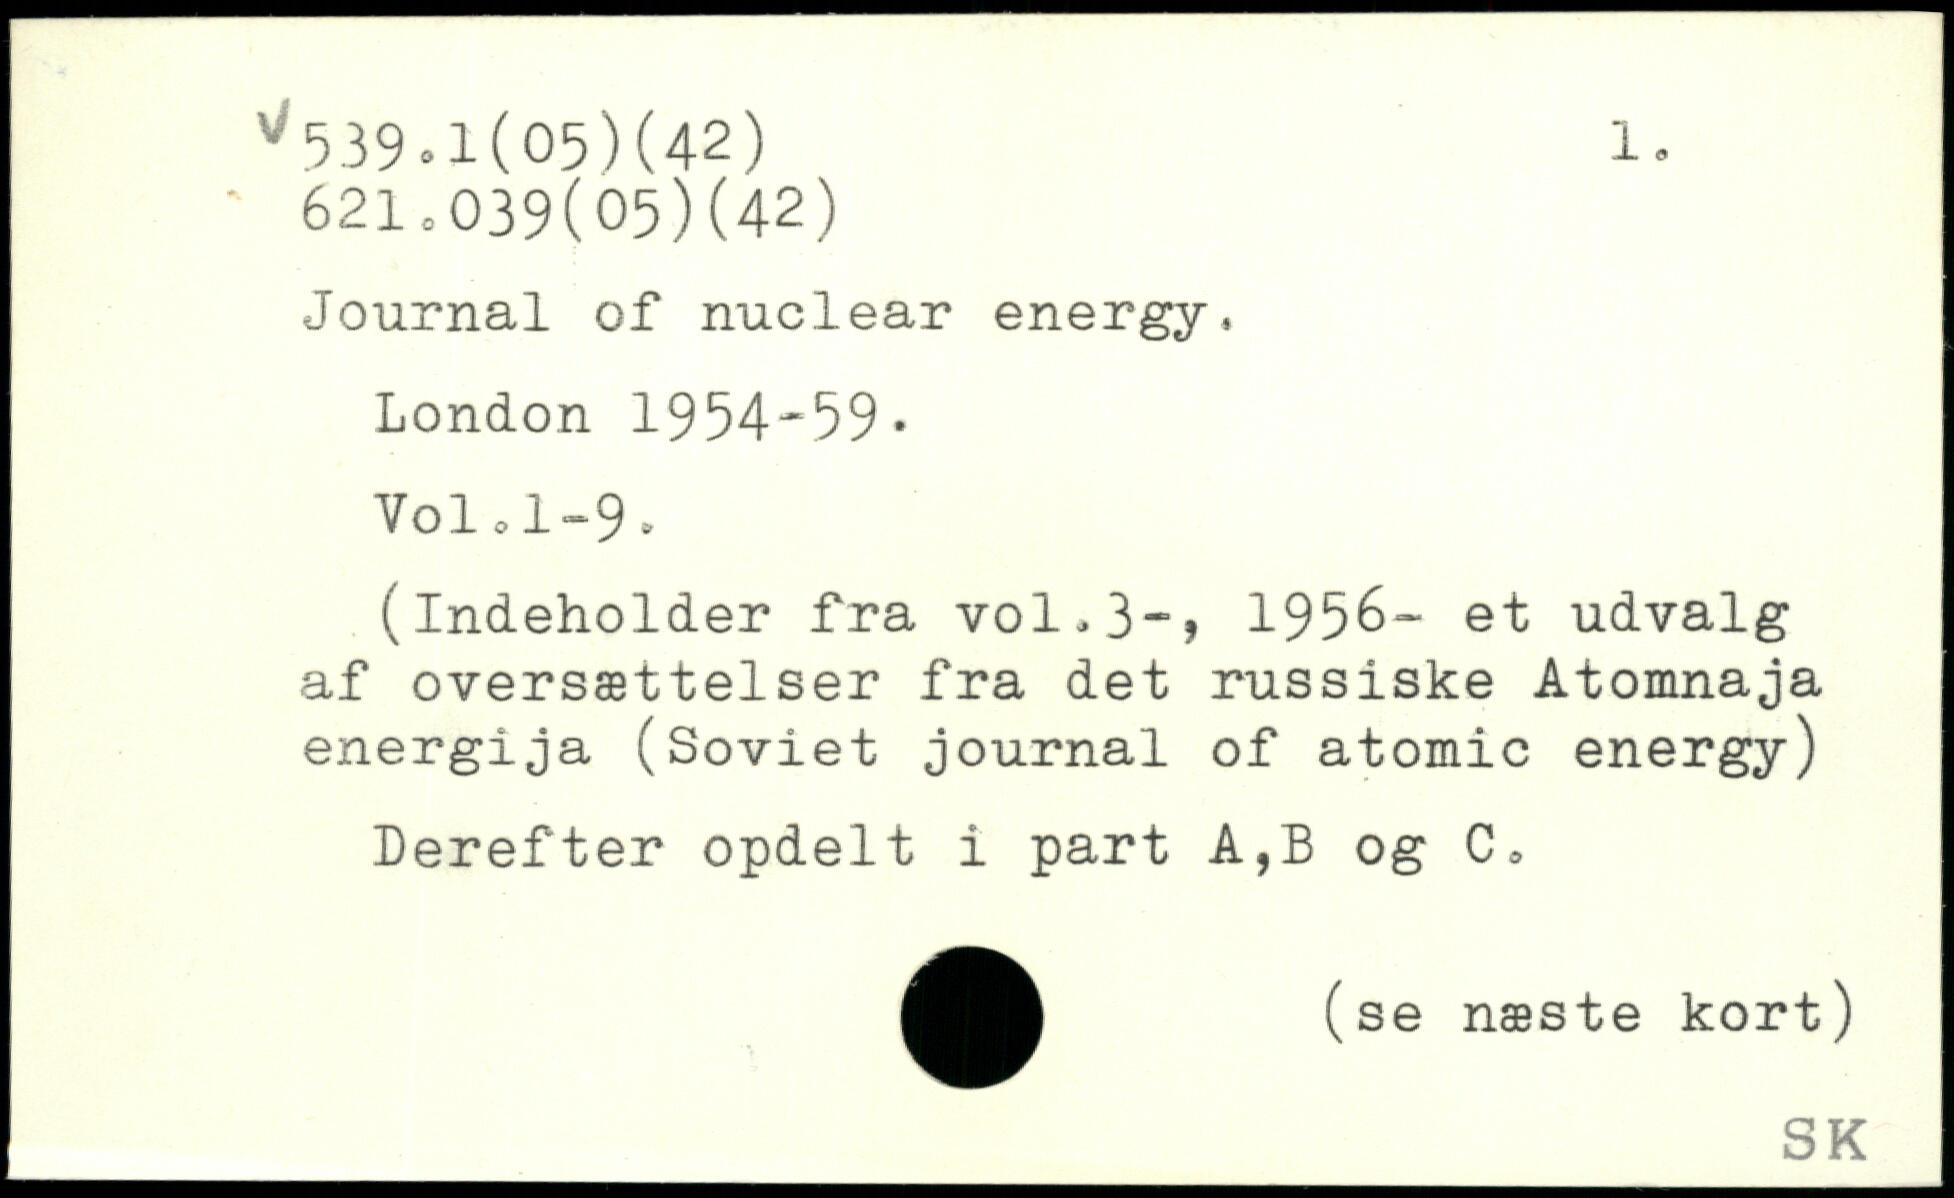 ✓ 539.1(05)(42) 1.
621.039(05)(42)
Journal of nuclear energy.
London 1954-59.
Vol.1-9.
(Indeholder fra vol.3-, 1956- et udvalg
af oversættelser fra det russiske Atomnaja
energija (Soviet journal of atomic energy)
Derefter opdelt i part A,B og C.
(se næste kort)
SK